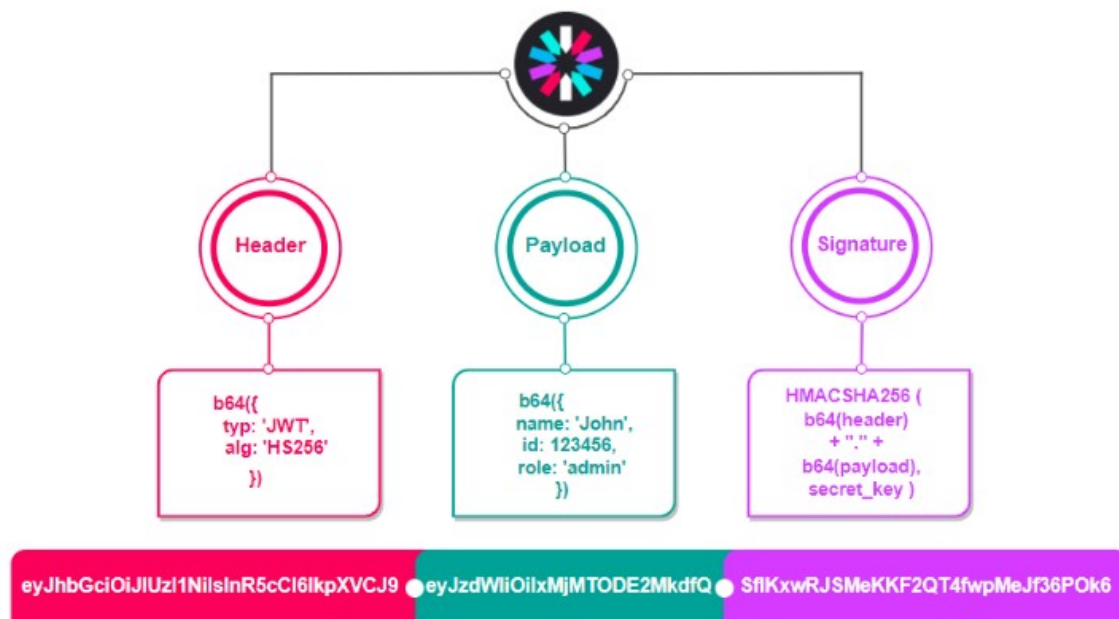 Header
Payload
Signature
b64({
typ: 'JWT',
alg: 'HS256'
})
b64({
name: 'John',
id: 123456,
role: 'admin'
})
HMACSHA256 (
b64(header)
+ "." +
b64(payload),
secret_key )
eyJhbGciOiJIUzI1NiIsInR5cCI6IkpXVCJ9
eyJzdWIiOiIxMjMTODE2MkdfQ
SflKxwRJSMeKKF2QT4fwpMeJf36POk6